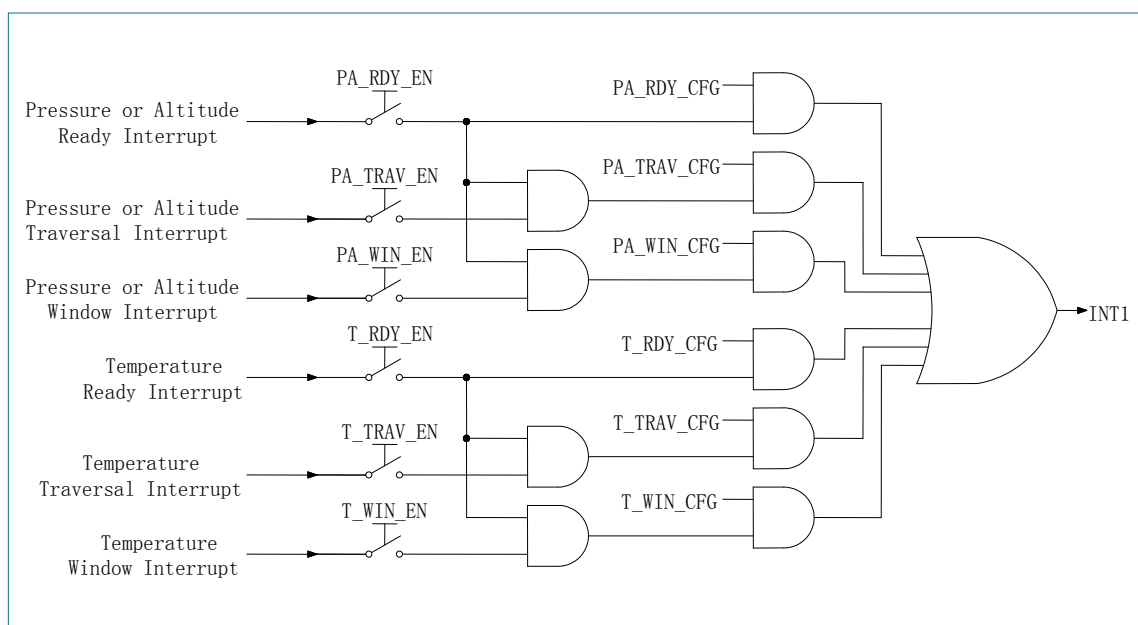 PA_RDY_EN
PA_RDY_CFG
Pressure or Altitude
Ready Interrupt
PA_TRAV_EN
PA_TRAV_CFG
Pressure or Altitude
Traversal Interrupt
PA_WIN_EN
PA_WIN_CFG
Pressure or Altitude
Window Interrupt
INT1
T_RDY_EN
T_RDY_CFG
Temperature
Ready Interrupt
T_TRAV_EN
T_TRAV_CFG
Temperature
Traversal Interrupt
T_WIN_EN
T_WIN_CFG
Temperature
Window Interrupt